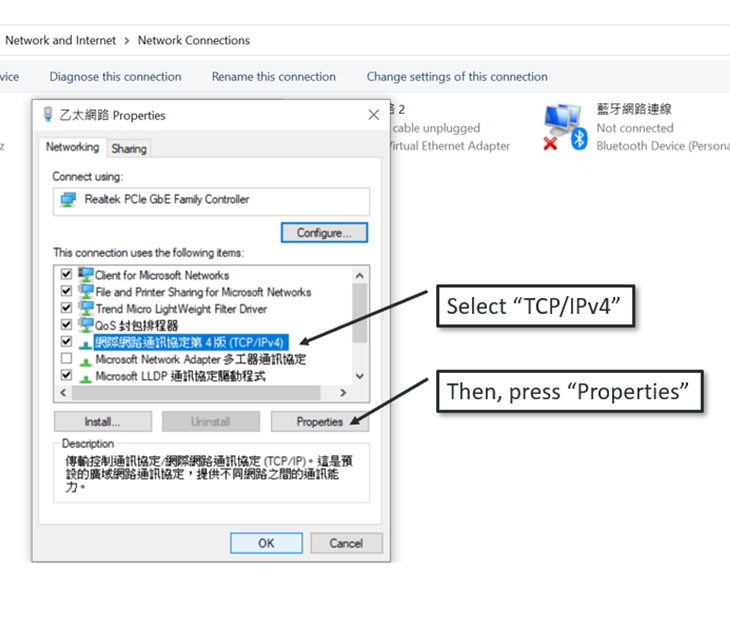 Network and Internet > Network Connections
vice Diagnose this connection Rename this connection Change settings of this connection
乙太網路 Properties
2
cable unplugged
Virtual Ethernet Adapter
藍牙網路連線
Not connected
Bluetooth Device (Persona
z
Networking Sharing
Connect using:
Realtek PCIe GbE Family Controller
Configure...
This connection uses the following items:
Client for Microsoft Networks
File and Printer Sharing for Microsoft Networks
Trend Micro LightWeight Filter Driver
QoS 封包排程器
網際網路通訊協定第 4 版 (TCP/IPv4)
Microsoft Network Adapter 多工器通訊協定
Microsoft LLDP 通訊協定驅動程式
Install... Uninstall Properties
Description
傳輸控制通訊協定/網際網路通訊協定 (TCP/IP)。這是預
設的廣域網路通訊協定，提供不同網路之間的通訊能
力。
OK Cancel
Select “TCP/IPv4”
Then, press “Properties”